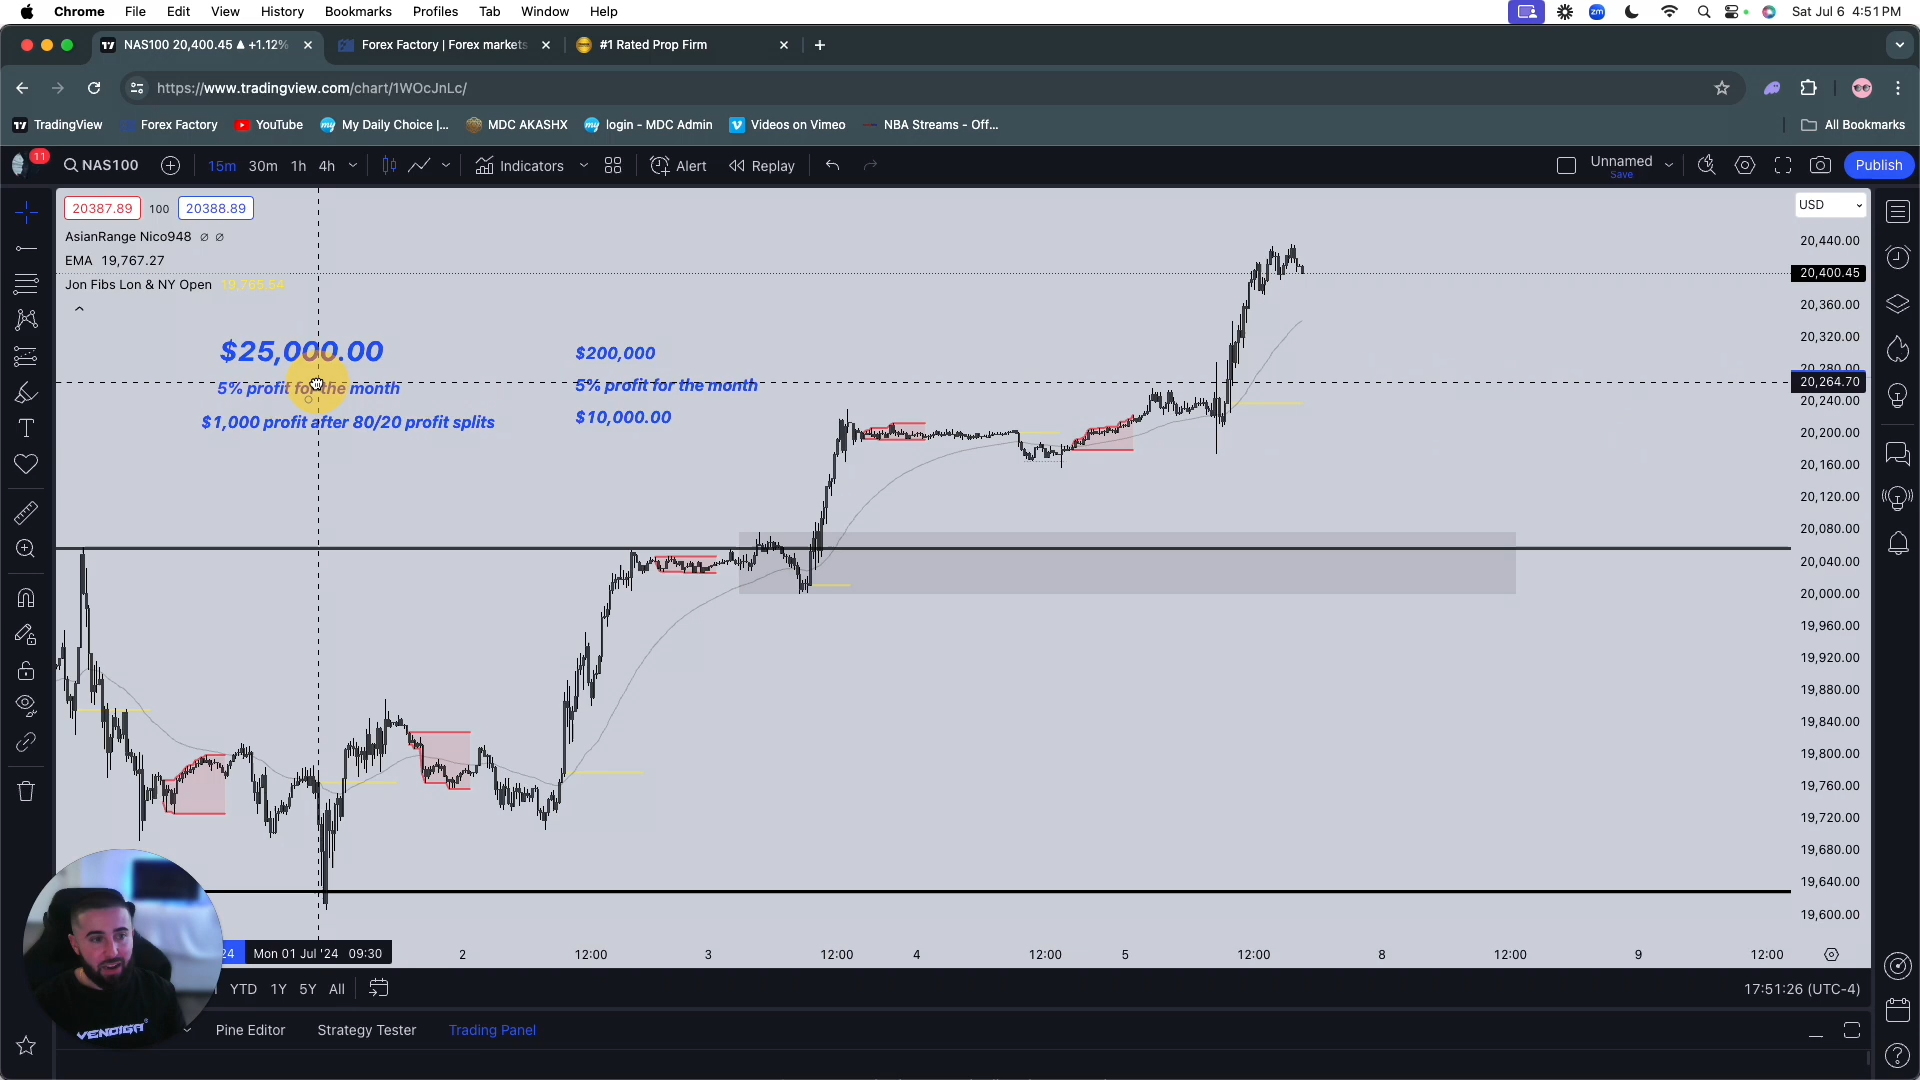 Chrome File Edit View History Bookmarks Profiles Tab Window Help
zm
Sat Jul 6 4:51 PM
NAS100 20,400.45 ▲ +1.12%
Forex Factory | Forex markets
#1 Rated Prop Firm
https://www.tradingview.com/chart/1WOcJnLc/
TradingView
Forex Factory
YouTube
My Daily Choice |...
MDC AKASHX
login - MDC Admin
Videos on Vimeo
NBA Streams - Off...
All Bookmarks
11
NAS100
15m 30m 1h 4h
Indicators
Alert
Replay
Unnamed
Save
Publish
20387.89 100 20388.89
USD
AsianRange Nico948 ∅ ∅
EMA 19,767.27
Jon Fibs Lon & NY Open 19,765.54
$25,000.00
5% profit for the month
$1,000 profit after 80/20 profit splits
$200,000
5% profit for the month
$10,000.00
20,440.00
20,400.45
20,360.00
20,320.00
20,280.00
20,264.70
20,240.00
20,200.00
20,160.00
20,120.00
20,080.00
20,040.00
20,000.00
19,960.00
19,920.00
19,880.00
19,840.00
19,800.00
19,760.00
19,720.00
19,680.00
19,640.00
19,600.00
24 Mon 01 Jul '24 09:30 2 12:00 3 12:00 4 12:00 5 12:00 8 12:00 9 12:00
YTD 1Y 5Y All
17:51:26 (UTC-4)
VENDIGA
Pine Editor
Strategy Tester
Trading Panel